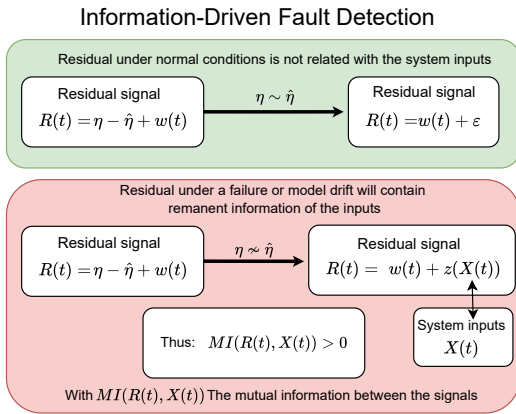 Information-Driven Fault Detection
Residual under normal conditions is not related with the system inputs
Residual signal
R(t) = η − η̂ + w(t)
η ∼ η̂
Residual signal
R(t) = w(t) + ε
Residual under a failure or model drift will contain
remanent information of the inputs
Residual signal
R(t) = η − η̂ + w(t)
η ≁ η̂
Residual signal
R(t) = w(t) + z(X(t))
Thus: MI(R(t), X(t)) > 0
System inputs
X(t)
With MI(R(t), X(t)) The mutual information between the signals